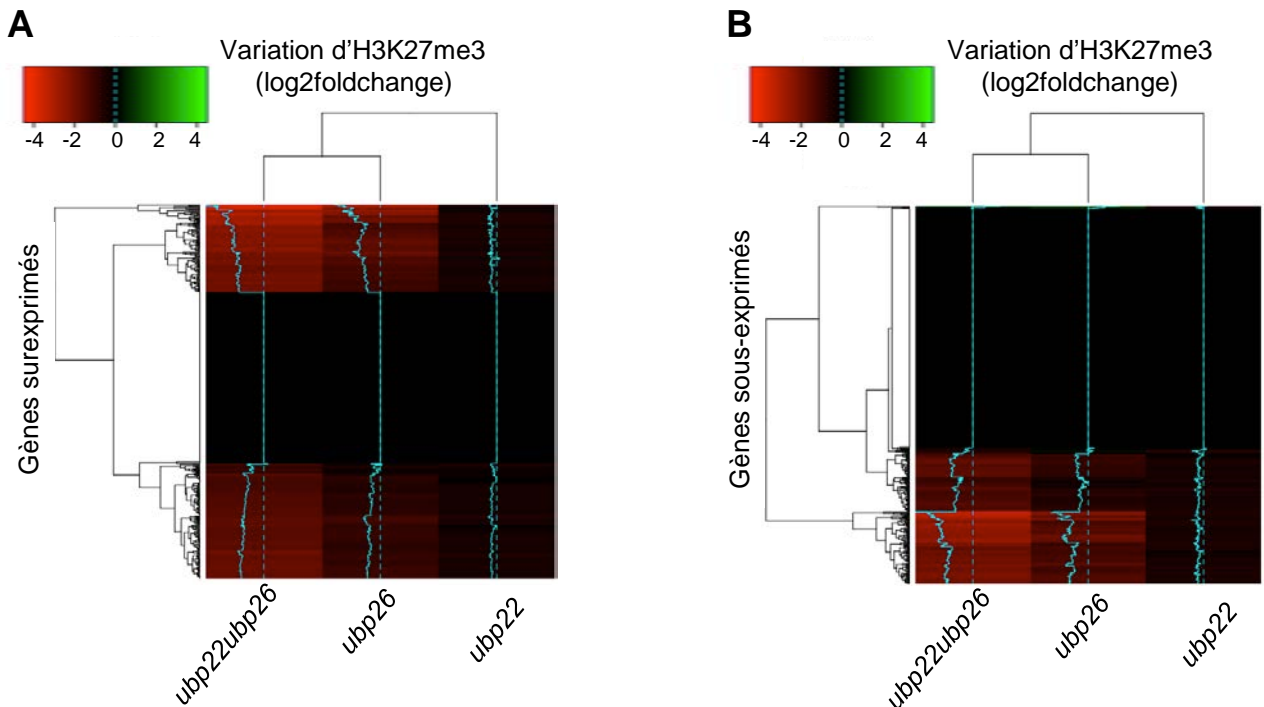 A
Variation d'H3K27me3
(log2foldchange)
-4 -2 0 2 4
Gènes surexprimés
ubp22ubp26
ubp26
ubp22
B
Variation d'H3K27me3
(log2foldchange)
-4 -2 0 2 4
Gènes sous-exprimés
ubp22ubp26
ubp26
ubp22